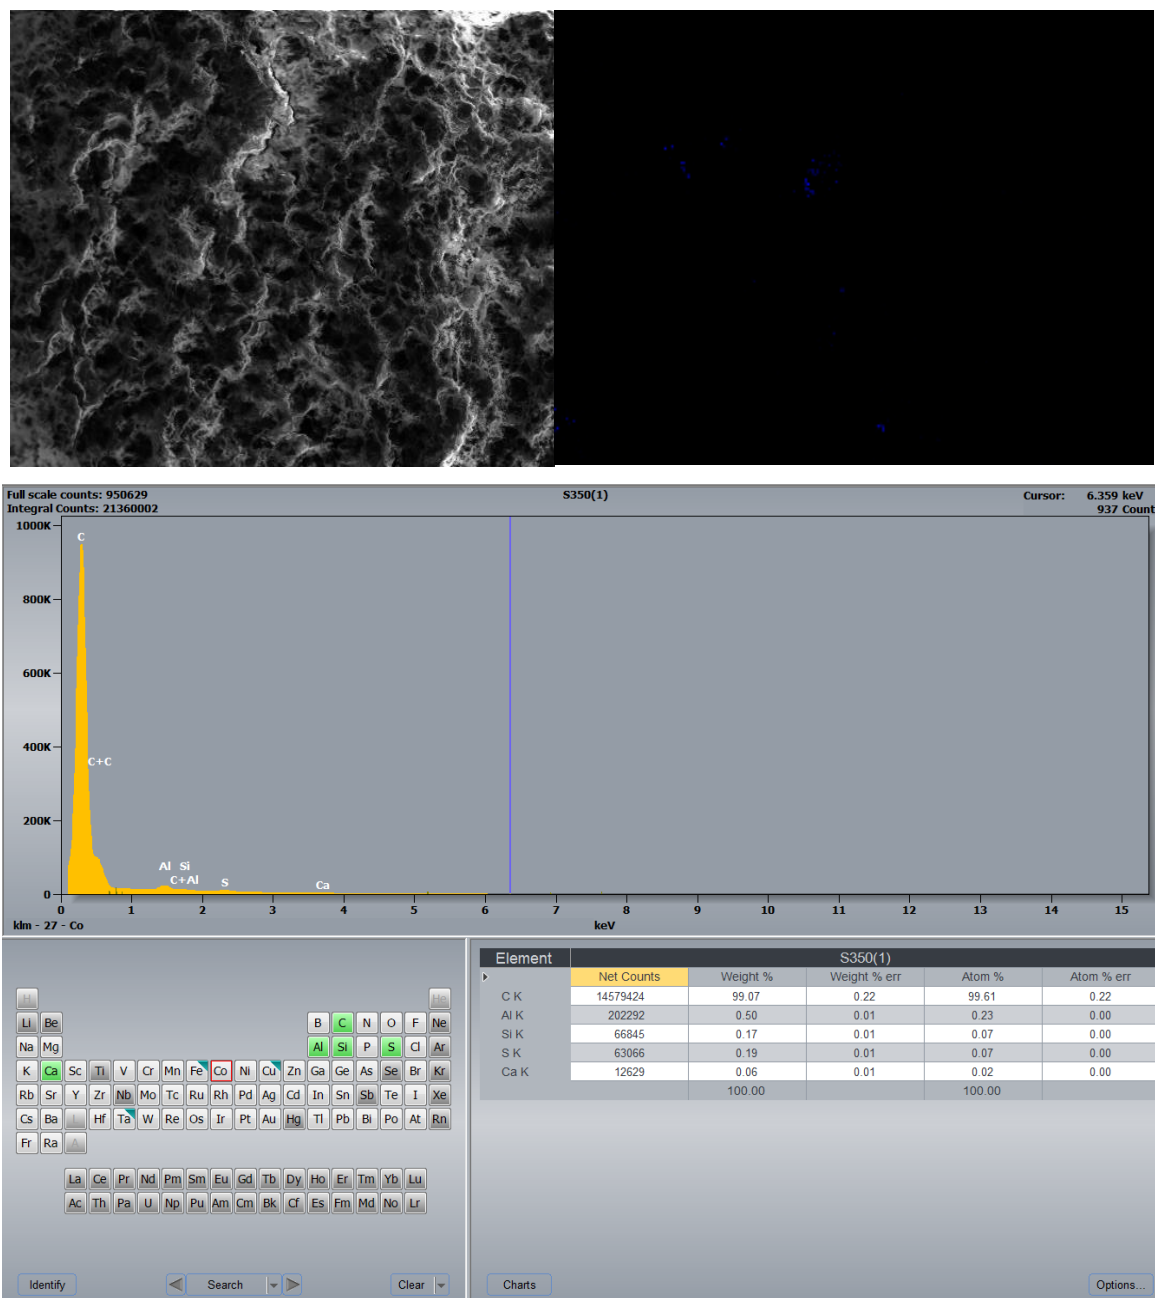 Full scale counts: 950629 S350(1) Cursor: 6.359 keV
Integral Counts: 21360002 937 Count
1000K
C
800K
600K
400K
C+C
200K
Al Si
C+Al S Ca
0
0 1 2 3 4 5 6 7 8 9 10 11 12 13 14 15
klm - 27 - Co keV
Element S350(1)
Net Counts Weight % Weight % err Atom % Atom % err
C K 14579424 99.07 0.22 99.61 0.22
Al K 202292 0.50 0.01 0.23 0.00
Si K 66845 0.17 0.01 0.07 0.00
S K 63066 0.19 0.01 0.07 0.00
Ca K 12629 0.06 0.01 0.02 0.00
100.00 100.00
H He
Li Be B C N O F Ne
Na Mg Al Si P S Cl Ar
K Ca Sc Ti V Cr Mn Fe Co Ni Cu Zn Ga Ge As Se Br Kr
Rb Sr Y Zr Nb Mo Tc Ru Rh Pd Ag Cd In Sn Sb Te I Xe
Cs Ba L Hf Ta W Re Os Ir Pt Au Hg Tl Pb Bi Po At Rn
Fr Ra A
La Ce Pr Nd Pm Sm Eu Gd Tb Dy Ho Er Tm Yb Lu
Ac Th Pa U Np Pu Am Cm Bk Cf Es Fm Md No Lr
Identify Search Clear Charts Options...